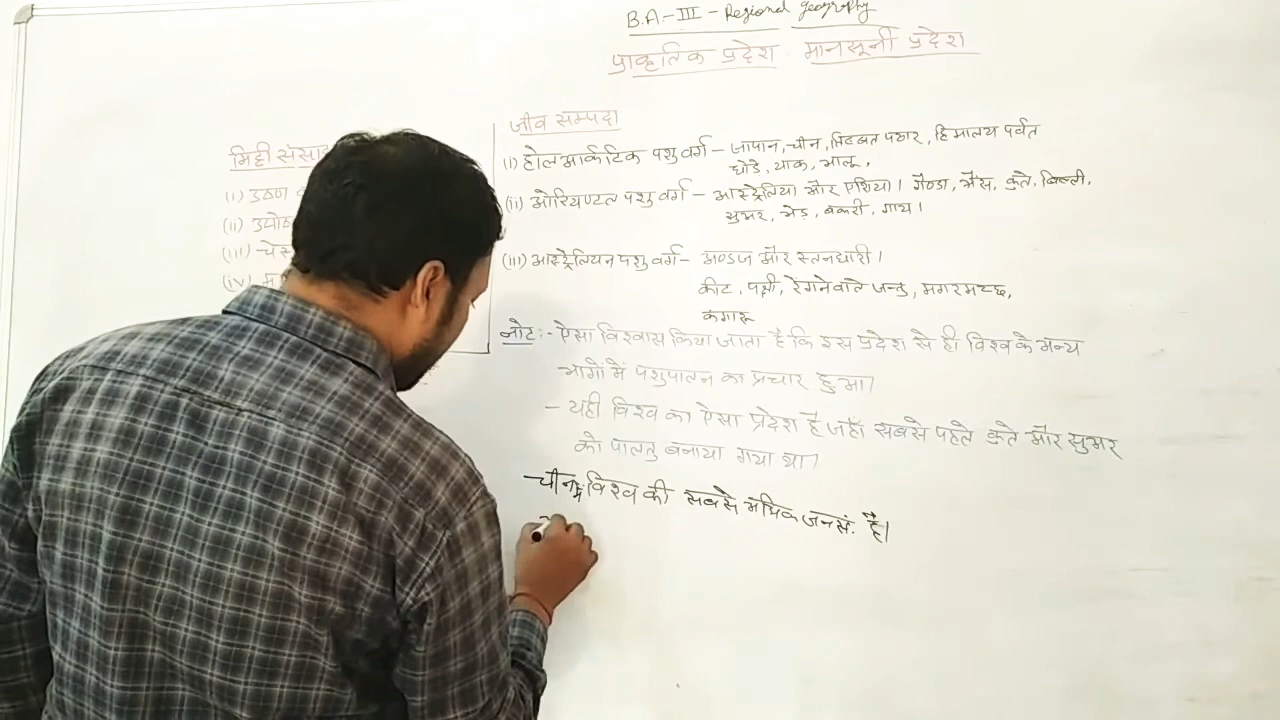 B.A-III - Regional Geography
प्राकृतिक प्रदेश मानसूनी प्रदेश
मिट्टी संसा
(i) उष्ण
(ii)
(iii)
(iv)
जीव सम्पदा
(i) होलआर्कटिक पशु वर्ग - जापान, चीन, तिब्बत पठार, हिमालय पर्वत
घोडे, याक, भालू,
(ii) ओरियण्टल पशु वर्ग - आस्ट्रेलिया और एशिया। गैण्डा, भैंस, कुते, बिल्ली,
सुअर, भेड़, बकरी, गाय।
(iii) आस्ट्रेलियन पशु वर्ग - अण्डज और स्तनधारी।
कीट, पक्षी, रेंगनेवाले जन्तु, मगरमच्छ,
कंगारू
नोट:- ऐसा विश्वास किया जाता है कि इस प्रदेश से ही विश्व के अन्य
भागों में पशुपालन का प्रचार हुआ।
- यही विश्व का ऐसा प्रदेश है जहाँ सबसे पहले कुते और सुअर
को पालतु बनाया गया था।
चीन में विश्व की सबसे अधिक जनसं. है।